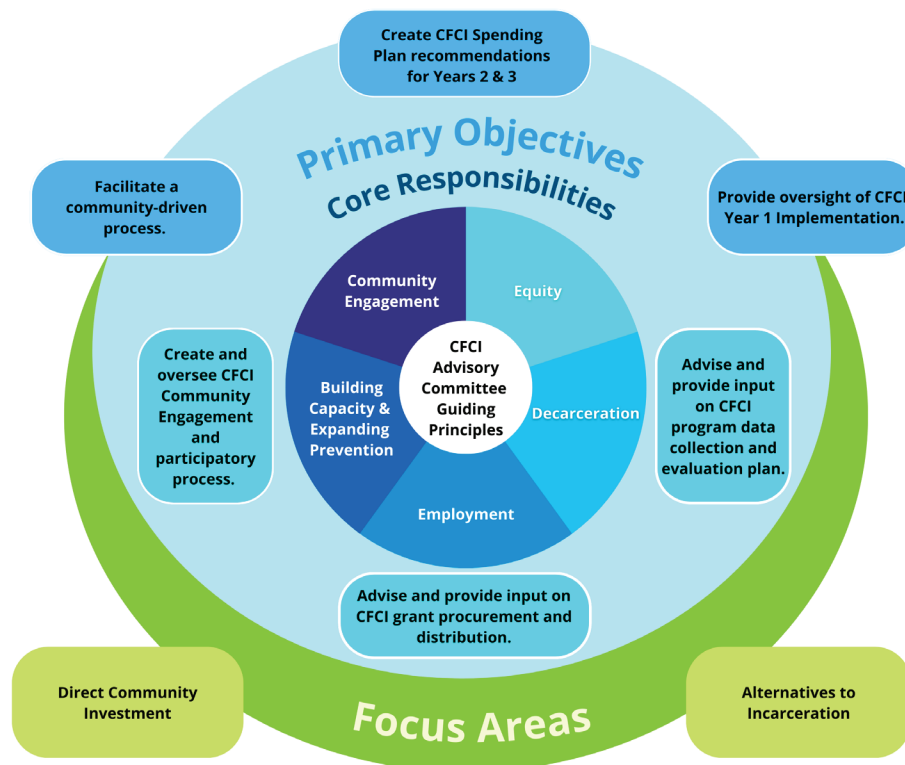 Create CFCI Spending
Plan recommendations
for Years 2 & 3
Primary Objectives
Core Responsibilities
Facilitate a
community-driven
process.
Provide oversight of CFCI
Year 1 Implementation.
Community
Engagement
Equity
CFCI
Advisory
Committee
Guiding
Principles
Building
Capacity &
Expanding
Prevention
Decarceration
Employment
Create and
oversee CFCI
Community
Engagement
and
participatory
process.
Advise and
provide input
on CFCI
program data
collection and
evaluation plan.
Advise and provide input on
CFCI grant procurement and
distribution.
Direct Community
Investment
Focus Areas
Alternatives to
Incarceration